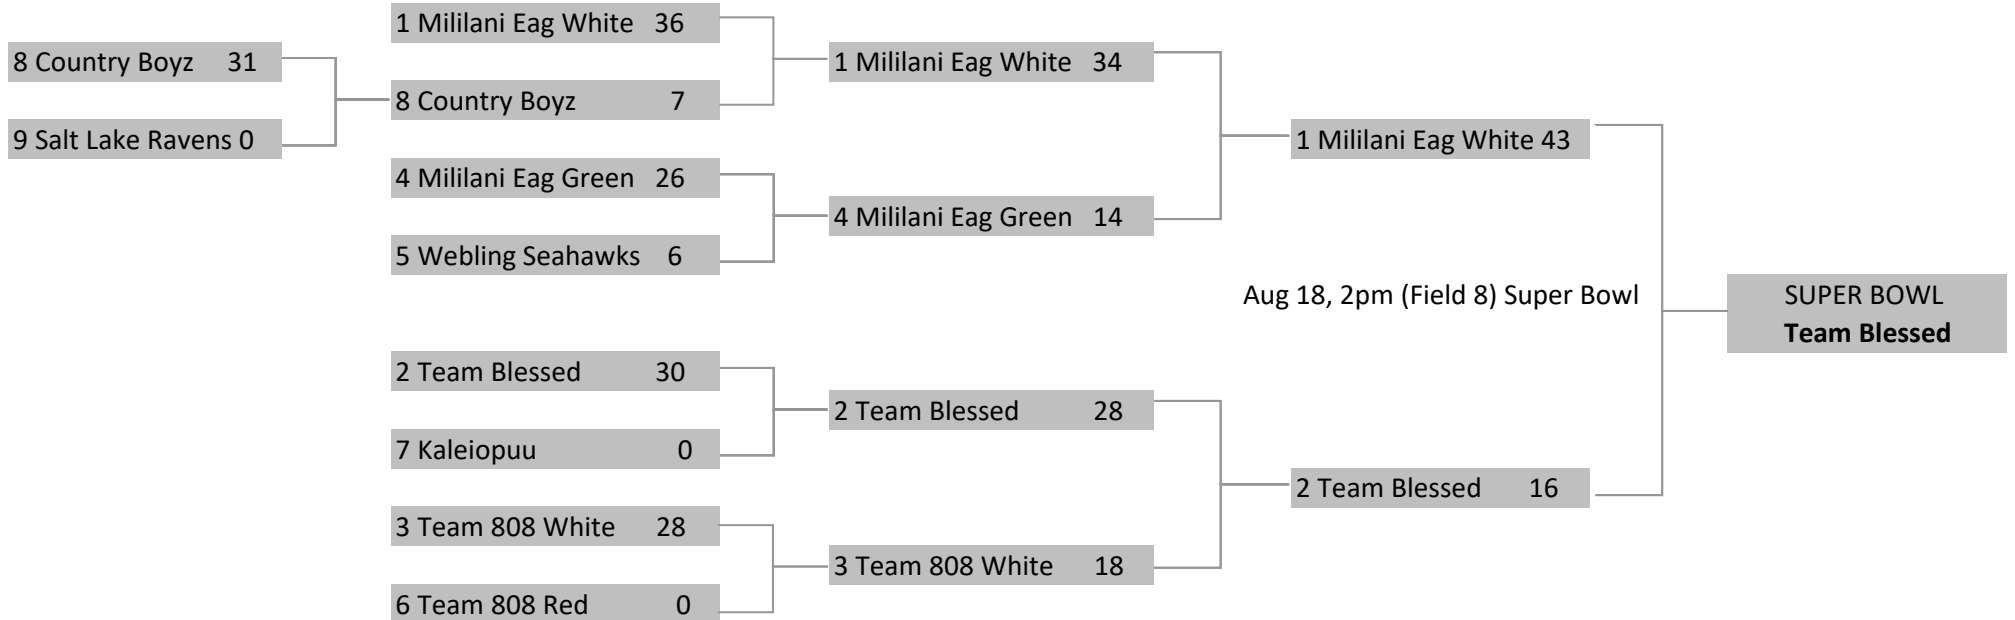 8 Country Boyz 31
9 Salt Lake Ravens 0
1 Mililani Eag White 36
8 Country Boyz 7
4 Mililani Eag Green 26
5 Webling Seahawks 6
2 Team Blessed 30
7 Kaleiopuu 0
3 Team 808 White 28
6 Team 808 Red 0
1 Mililani Eag White 34
4 Mililani Eag Green 14
2 Team Blessed 28
3 Team 808 White 18
1 Mililani Eag White 43
Aug 18, 2pm (Field 8) Super Bowl
2 Team Blessed 16
SUPER BOWL
Team Blessed